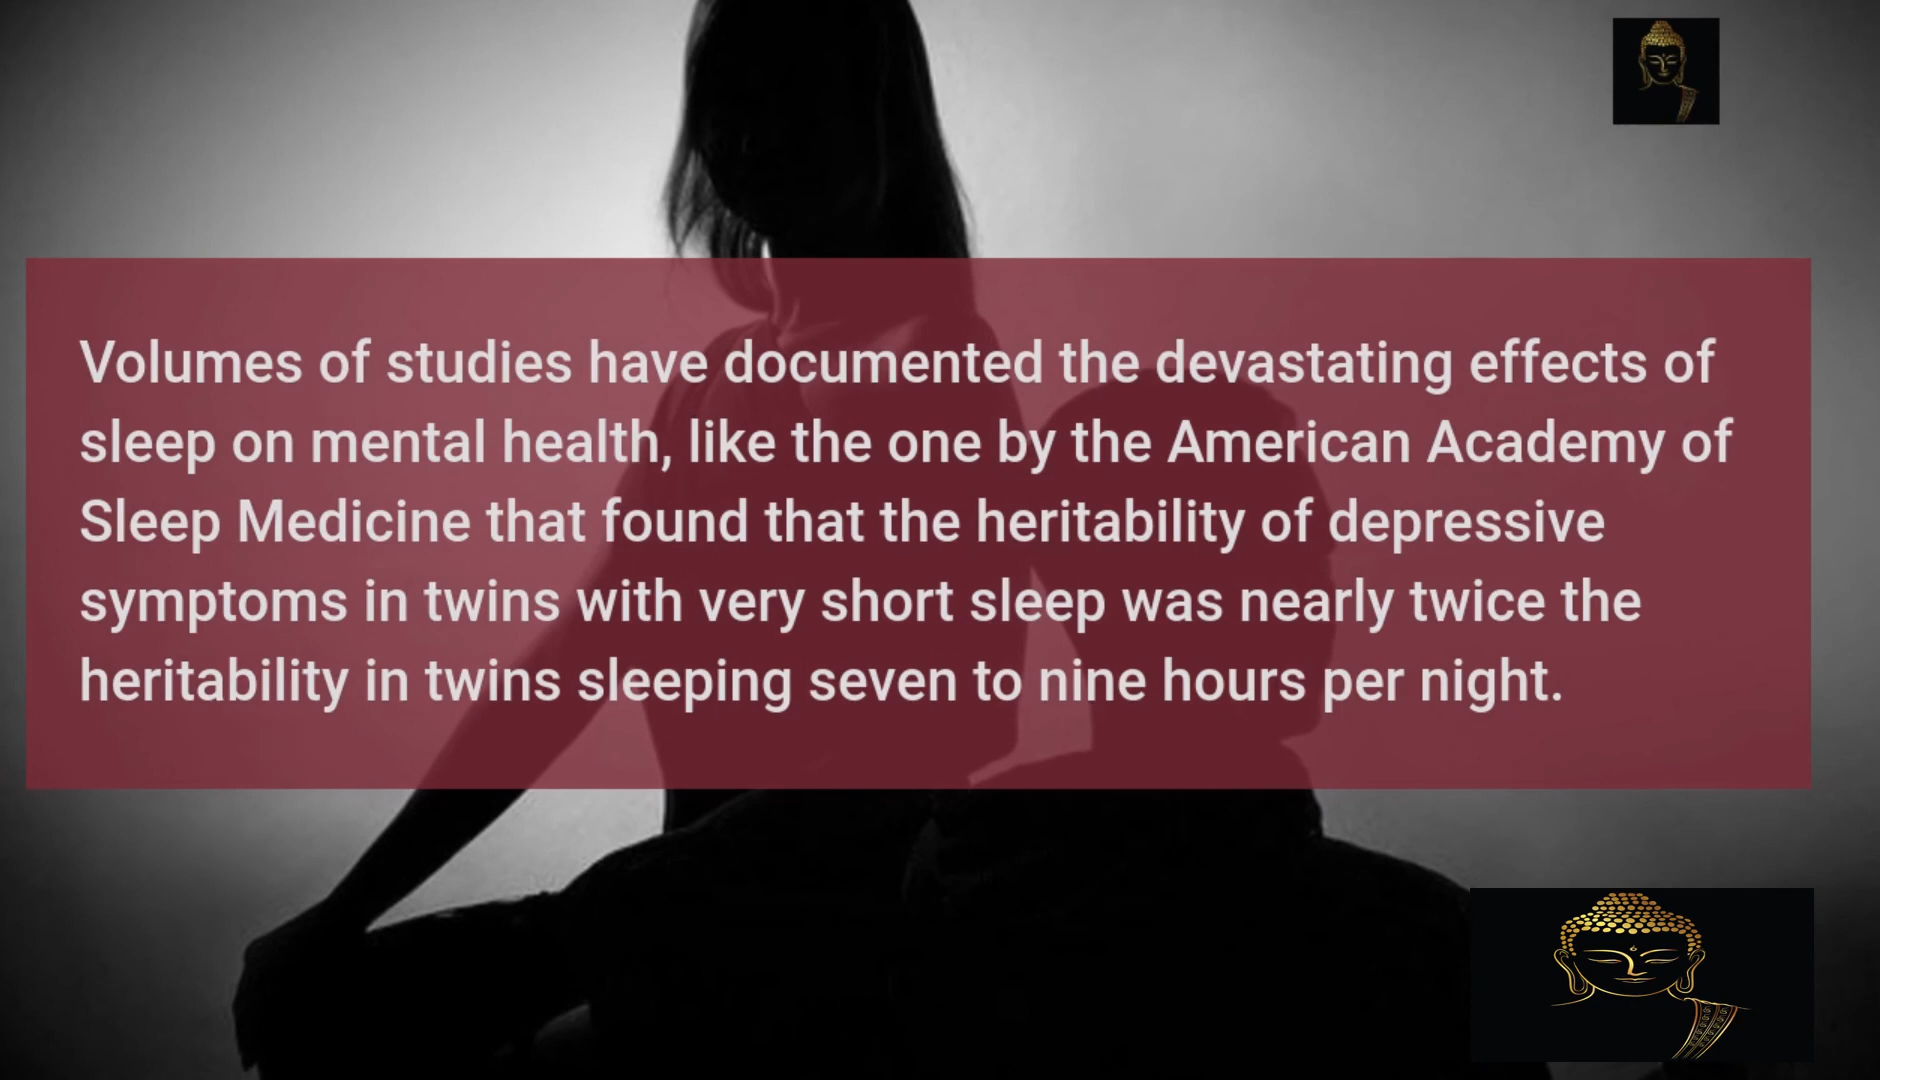 Volumes of studies have documented the devastating effects of
sleep on mental health, like the one by the American Academy of
Sleep Medicine that found that the heritability of depressive
symptoms in twins with very short sleep was nearly twice the
heritability in twins sleeping seven to nine hours per night.